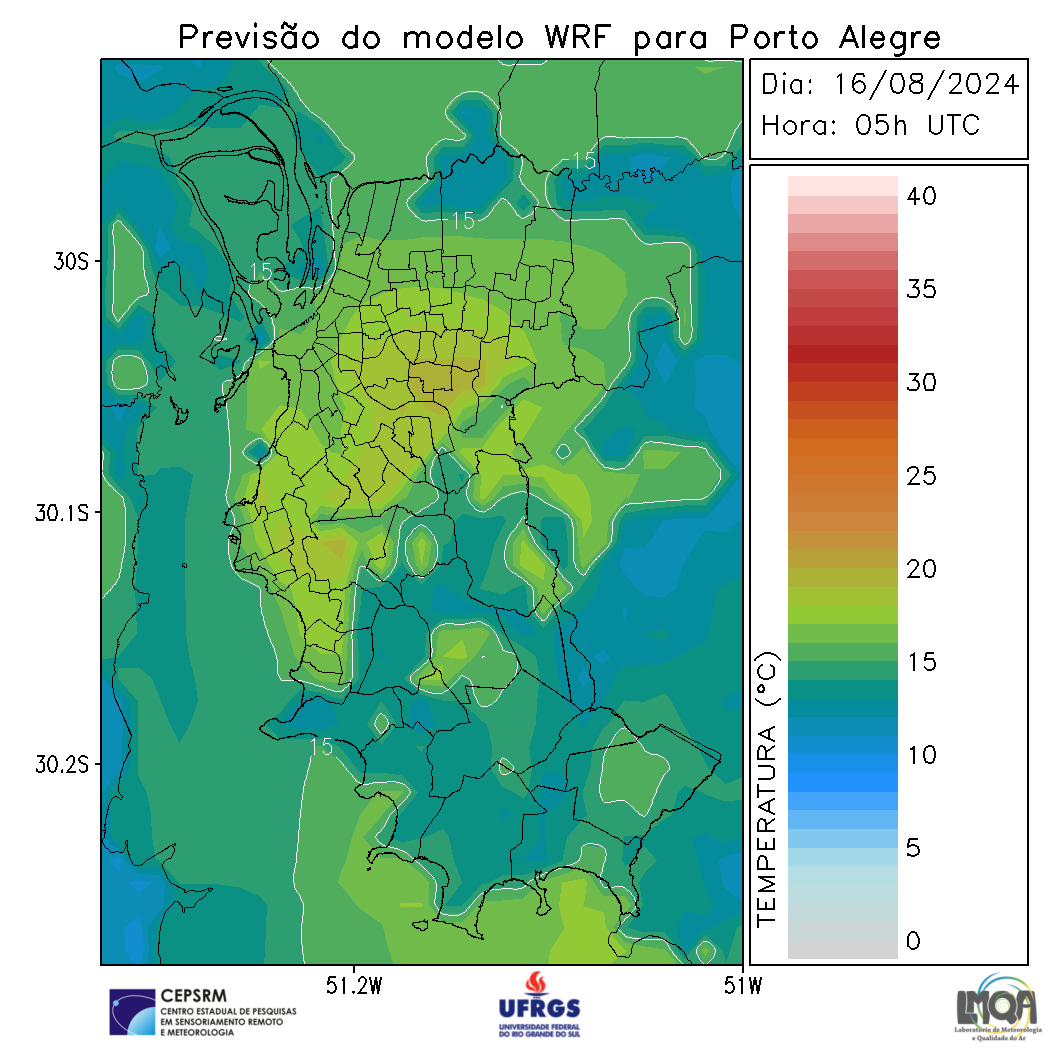 Previsão do modelo WRF para Porto Alegre
Dia: 16/08/2024
Hora: 05h UTC
30S
30.1S
30.2S
51.2W
51W
15
15
15
15
TEMPERATURA (°C)
40
35
30
25
20
15
10
5
0
CEPSRM
CENTRO ESTADUAL DE PESQUISAS
EM SENSORIAMENTO REMOTO
E METEOROLOGIA
UFRGS
UNIVERSIDADE FEDERAL
DO RIO GRANDE DO SUL
LMQA
Laboratório de Meteorologia
e Qualidade do Ar